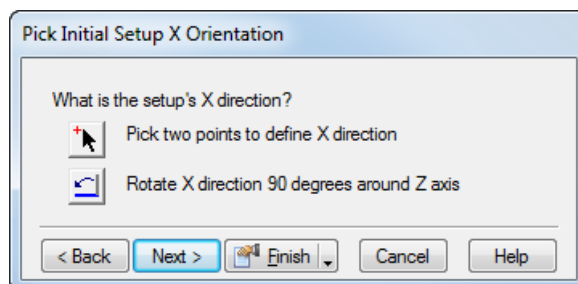 Pick Initial Setup X Orientation
What is the setup's X direction?
Pick two points to define X direction
Rotate X direction 90 degrees around Z axis
< Back Next > Finish Cancel Help